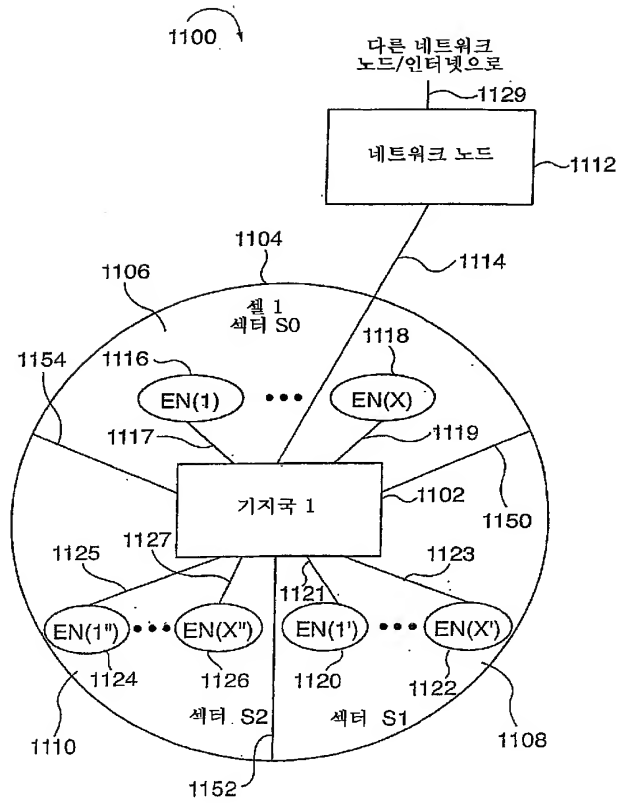 1100
다른 네트워크
노드/인터넷으로
1129
네트워크 노드
1112
1104
1114
1106
셀 1
섹터 S0
1116
1118
1154
EN(1)
•••
EN(X)
1117
1119
기지국 1
1102
1150
1125
1127
1121
1123
EN(1")
•••
EN(X")
EN(1')
•••
EN(X')
1124
1126
1120
1122
섹터 S2
섹터 S1
1110
1108
1152